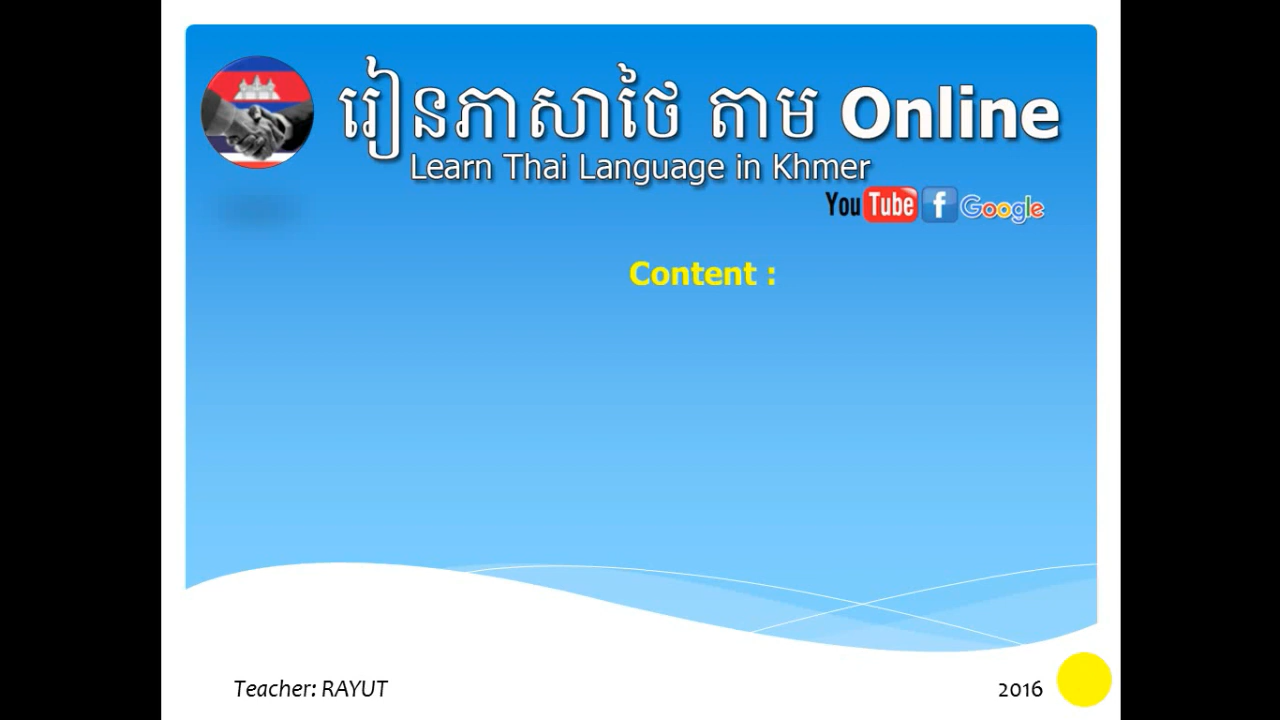 រៀនភាសាថៃ តាម Online
Learn Thai Language in Khmer
YouTube f Google
Content :
Teacher: RAYUT
2016